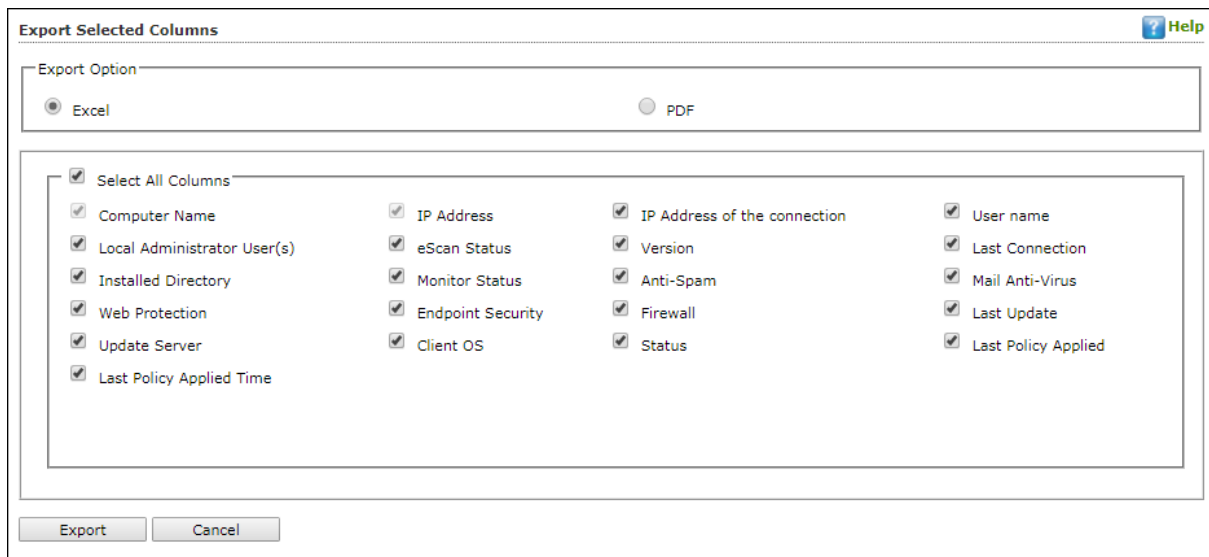 Export Selected Columns Help
Export Option
Excel PDF
Select All Columns
Computer Name IP Address IP Address of the connection User name
Local Administrator User(s) eScan Status Version Last Connection
Installed Directory Monitor Status Anti-Spam Mail Anti-Virus
Web Protection Endpoint Security Firewall Last Update
Update Server Client OS Status Last Policy Applied
Last Policy Applied Time
Export Cancel